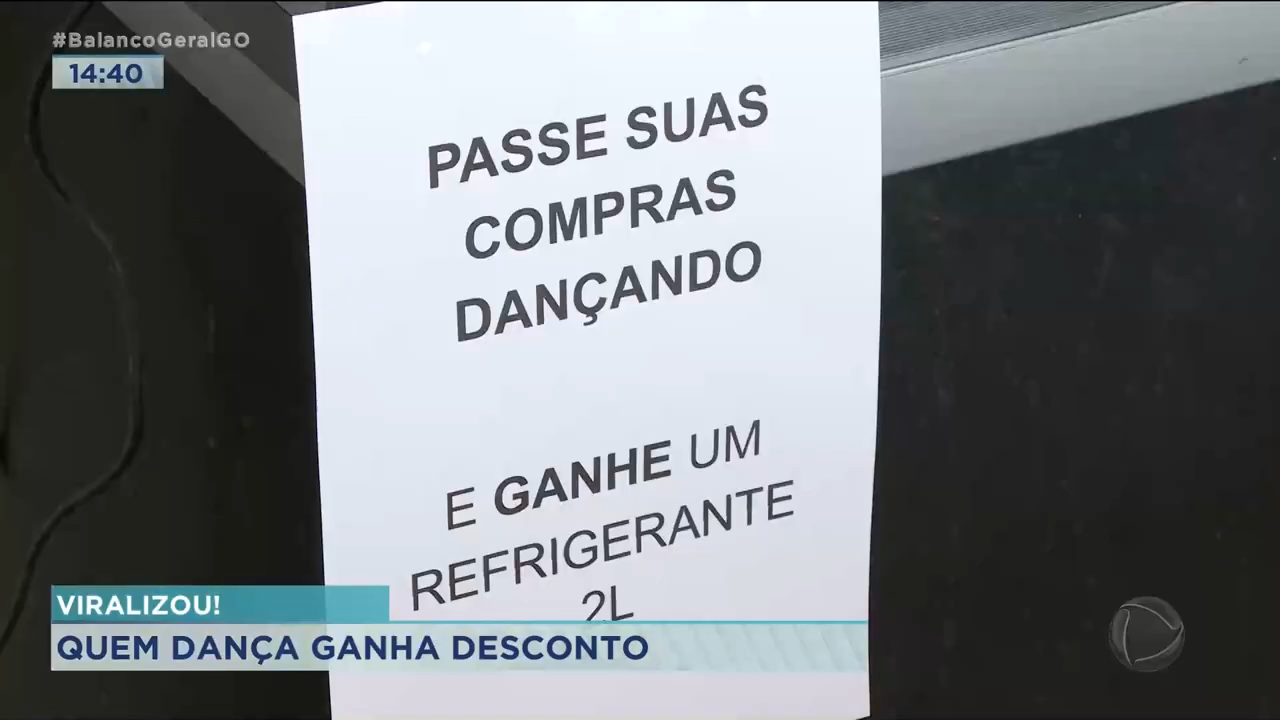 #BalancoGeralGO
14:40
PASSE SUAS
COMPRAS
DANÇANDO
E GANHE UM
REFRIGERANTE
2L
VIRALIZOU!
QUEM DANÇA GANHA DESCONTO